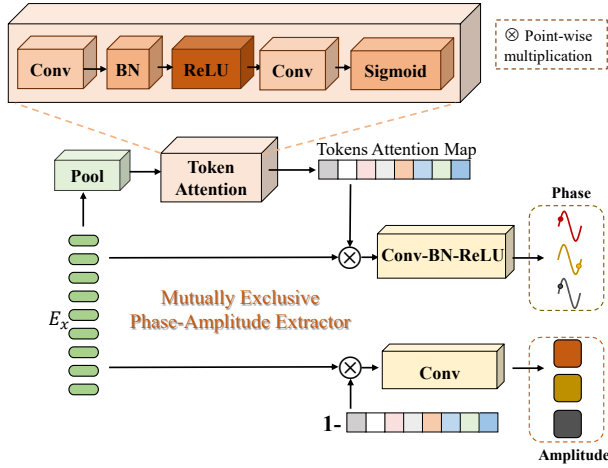 Conv
BN
ReLU
Conv
Sigmoid
⊗ Point-wise
multiplication
Pool
Token
Attention
Tokens Attention Map
Phase
Conv-BN-ReLU
Mutually Exclusive
Phase-Amplitude Extractor
E_x
Conv
1-
Amplitude